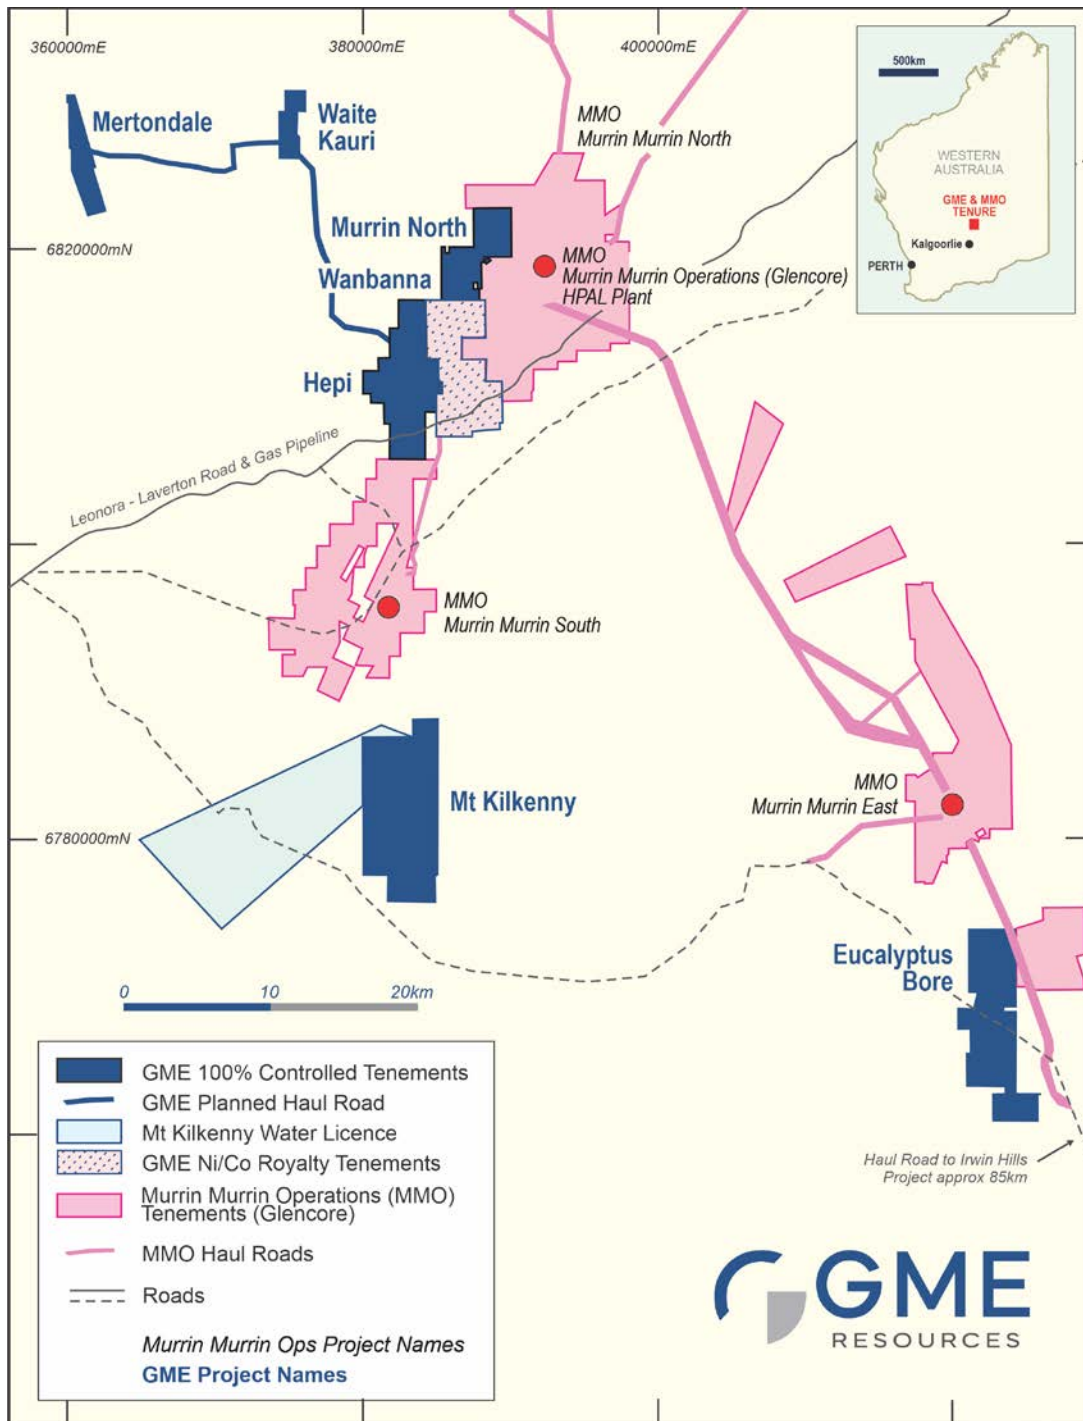 360000mE
380000mE
400000mE
500km
WESTERN
AUSTRALIA
GME & MMO
TENURE
Kalgoorlie
PERTH
Mertondale
Waite
Kauri
MMO
Murrin Murrin North
6820000mN
Murrin North
Wanbanna
MMO
Murrin Murrin Operations (Glencore)
HPAL Plant
Hepi
Leonora - Laverton Road & Gas Pipeline
MMO
Murrin Murrin South
Mt Kilkenny
MMO
Murrin Murrin East
6780000mN
Eucalyptus
Bore
0 10 20km
GME 100% Controlled Tenements
GME Planned Haul Road
Mt Kilkenny Water Licence
GME Ni/Co Royalty Tenements
Murrin Murrin Operations (MMO)
Tenements (Glencore)
MMO Haul Roads
Roads
Murrin Murrin Ops Project Names
GME Project Names
Haul Road to Irwin Hills
Project approx 85km
GME
RESOURCES